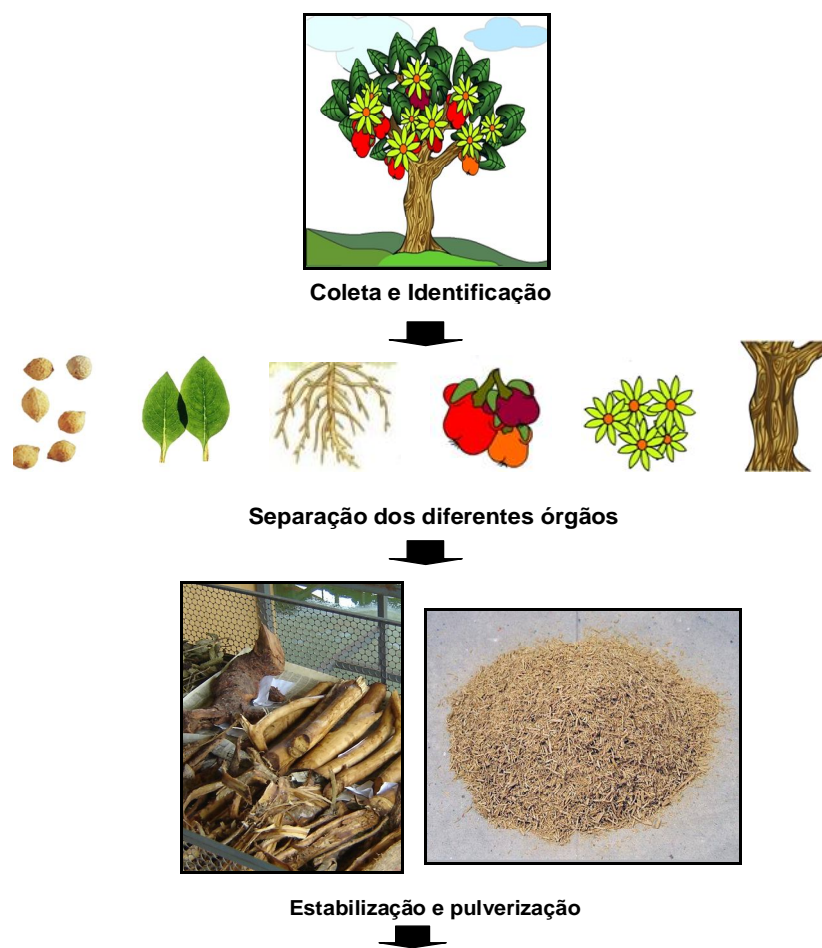 Coleta e Identificação
Separação dos diferentes órgãos
Estabilização e pulverização